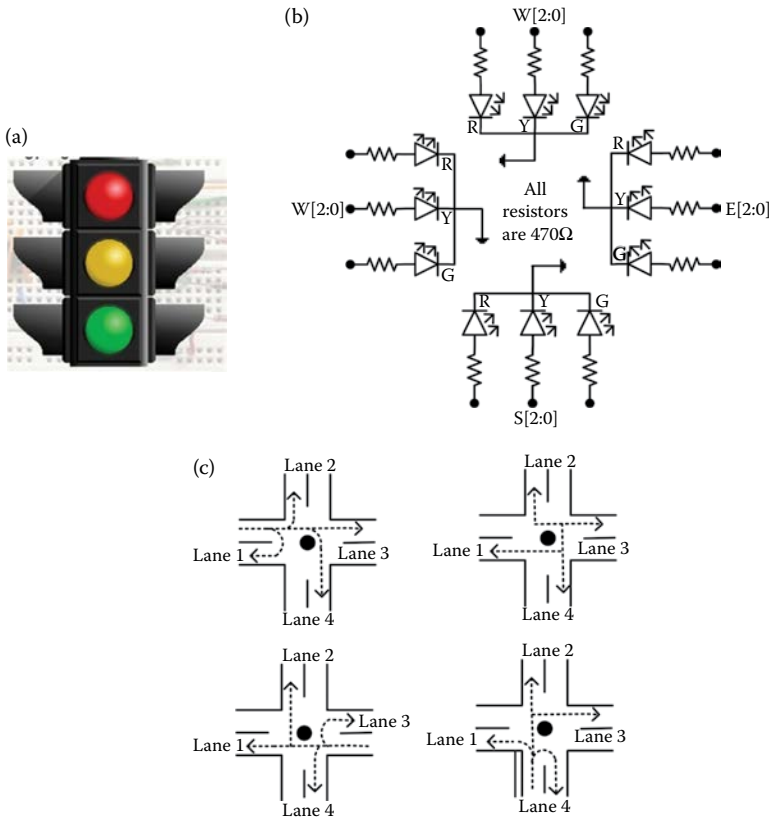 (b)
W[2:0]
R Y G
(a)
R
Y
G
W[2:0]
All
resistors
are 470Ω
R
Y
G
E[2:0]
R Y G
S[2:0]
(c)
Lane 2
Lane 1
Lane 3
Lane 4
Lane 2
Lane 1
Lane 3
Lane 4
Lane 2
Lane 3
Lane 1
Lane 4
Lane 2
Lane 1
Lane 3
Lane 4